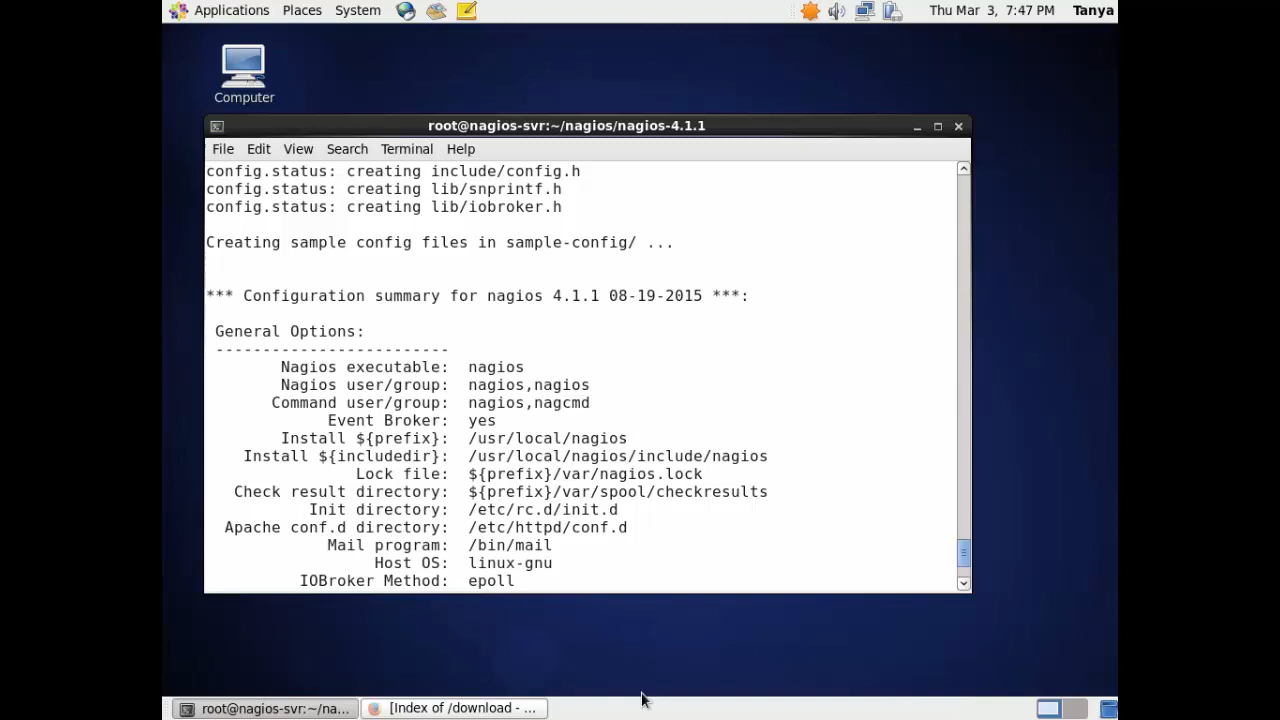 Applications Places System Thu Mar 3, 7:47 PM Tanya
Computer
root@nagios-svr:~/nagios/nagios-4.1.1
File Edit View Search Terminal Help
config.status: creating include/config.h
config.status: creating lib/snprintf.h
config.status: creating lib/iobroker.h
Creating sample config files in sample-config/ ...
*** Configuration summary for nagios 4.1.1 08-19-2015 ***:
General Options:
-------------------------
Nagios executable: nagios
Nagios user/group: nagios,nagios
Command user/group: nagios,nagcmd
Event Broker: yes
Install ${prefix}: /usr/local/nagios
Install ${includedir}: /usr/local/nagios/include/nagios
Lock file: ${prefix}/var/nagios.lock
Check result directory: ${prefix}/var/spool/checkresults
Init directory: /etc/rc.d/init.d
Apache conf.d directory: /etc/httpd/conf.d
Mail program: /bin/mail
Host OS: linux-gnu
IOBroker Method: epoll
root@nagios-svr:~/na... [Index of /download - ...